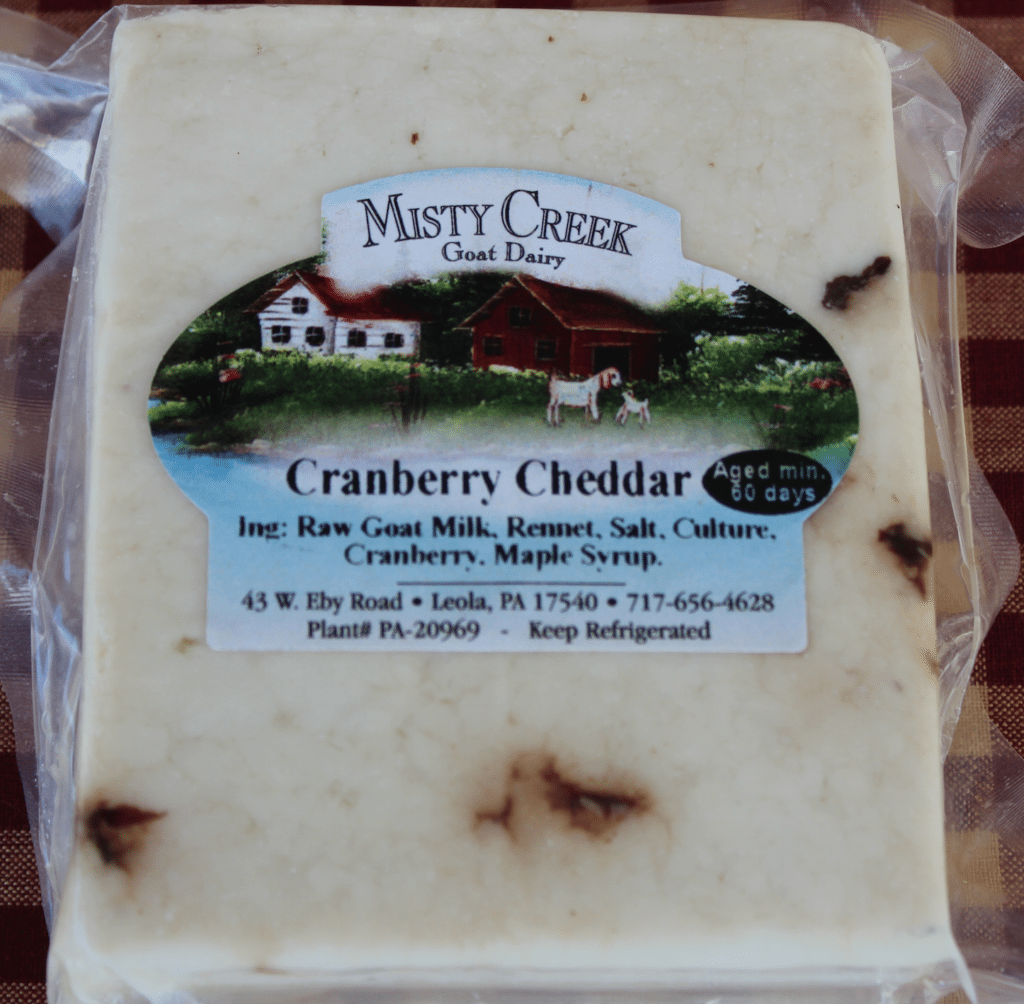 Misty Creek
Goat Dairy
Cranberry Cheddar
Aged min.
60 days
Ing: Raw Goat Milk, Rennet, Salt, Culture,
Cranberry, Maple Syrup.
43 W. Eby Road • Leola, PA 17540 • 717-656-4628
Plant# PA-20969 - Keep Refrigerated